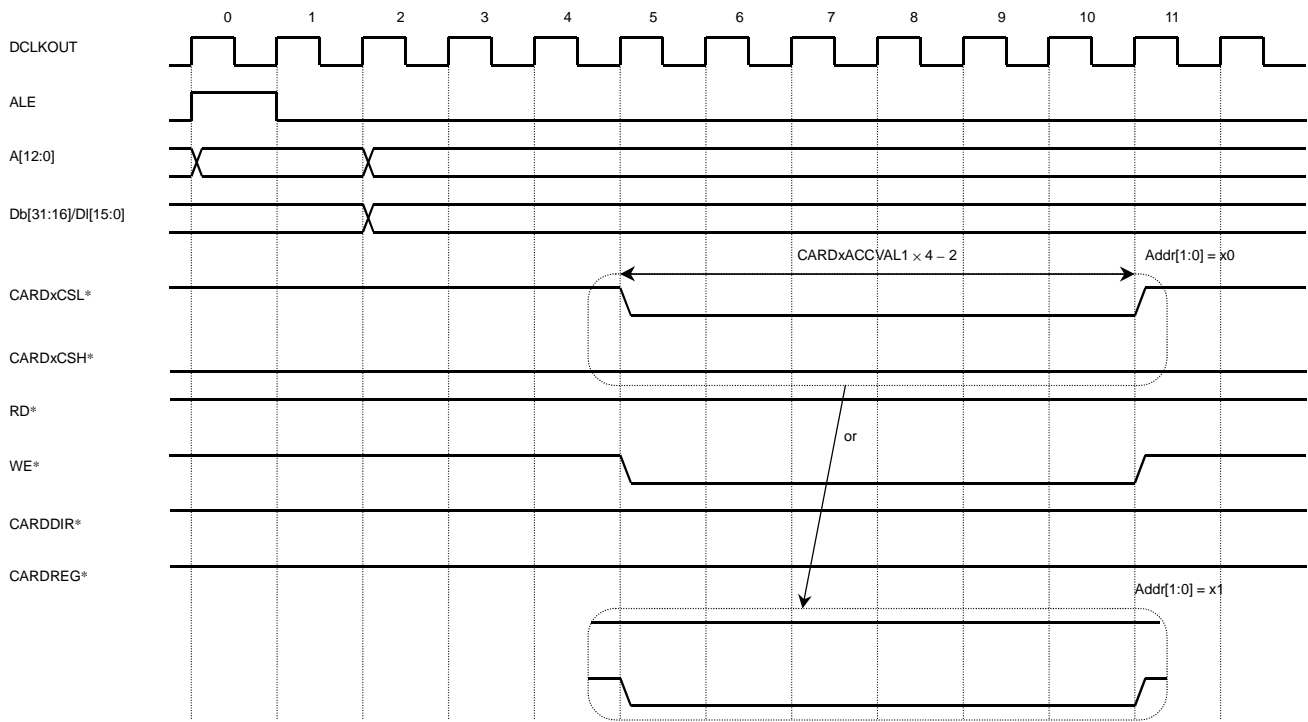 0 1 2 3 4 5 6 7 8 9 10 11
DCLKOUT
ALE
A[12:0]
Db[31:16]/Dl[15:0]
CARDxACCVAL1 × 4 – 2 Addr[1:0] = x0
CARDxCSL*
CARDxCSH*
RD*
or
WE*
CARDDIR*
CARDREG*
Addr[1:0] = x1